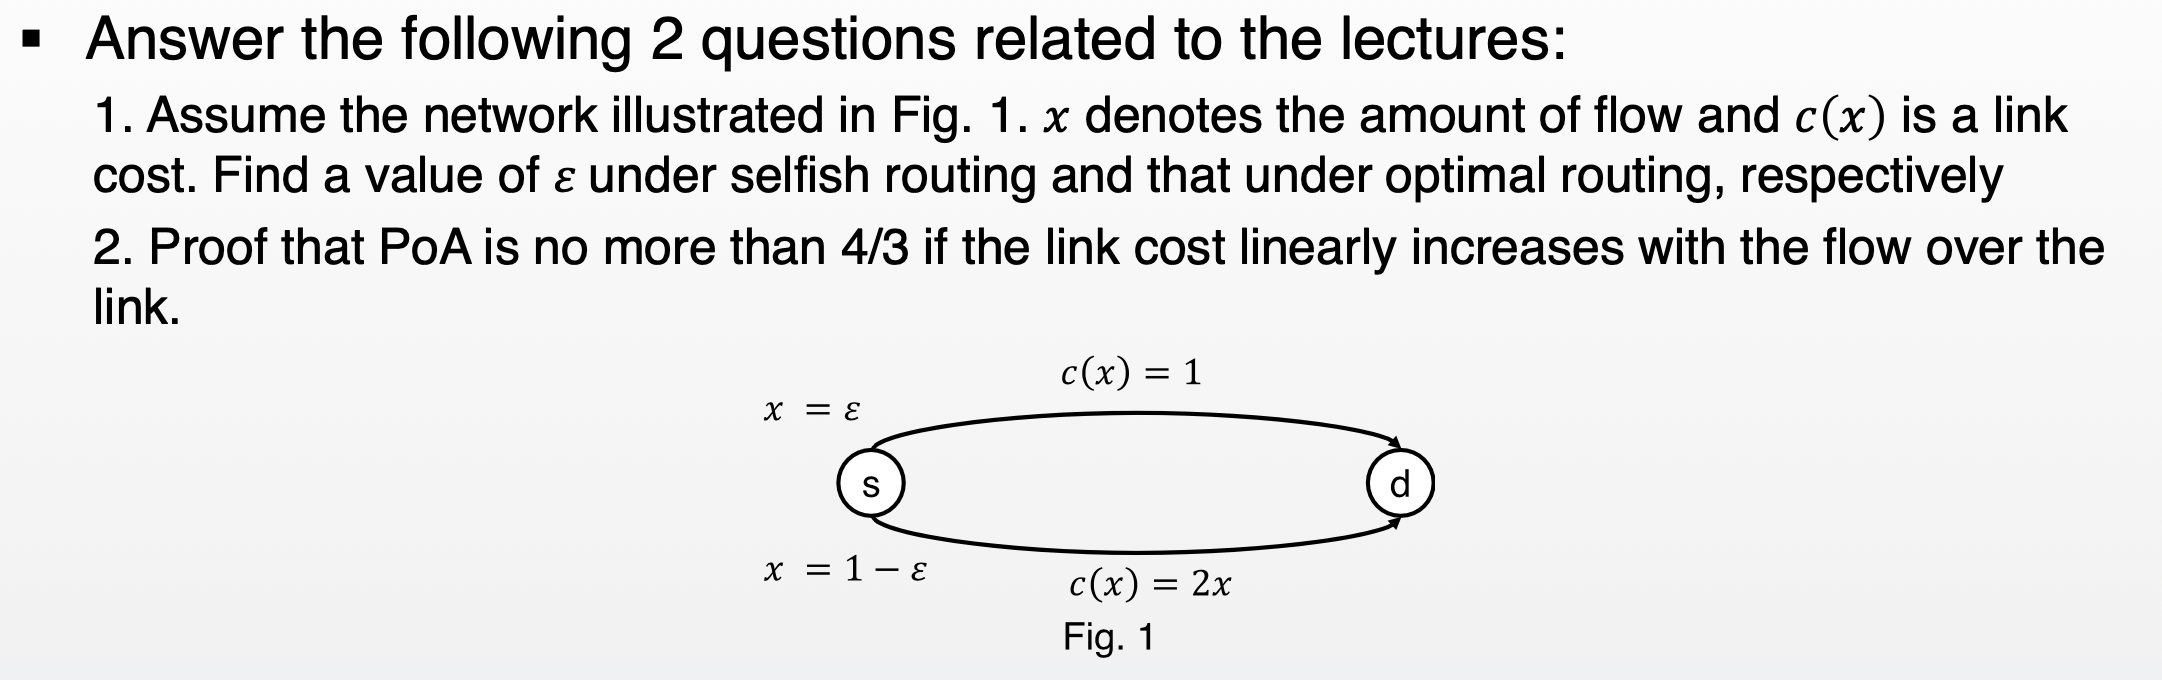 ▪ Answer the following 2 questions related to the lectures:
1. Assume the network illustrated in Fig. 1. x denotes the amount of flow and c(x) is a link
cost. Find a value of ε under selfish routing and that under optimal routing, respectively
2. Proof that PoA is no more than 4/3 if the link cost linearly increases with the flow over the
link.
c(x) = 1
x = ε
s
d
x = 1 − ε
c(x) = 2x
Fig. 1